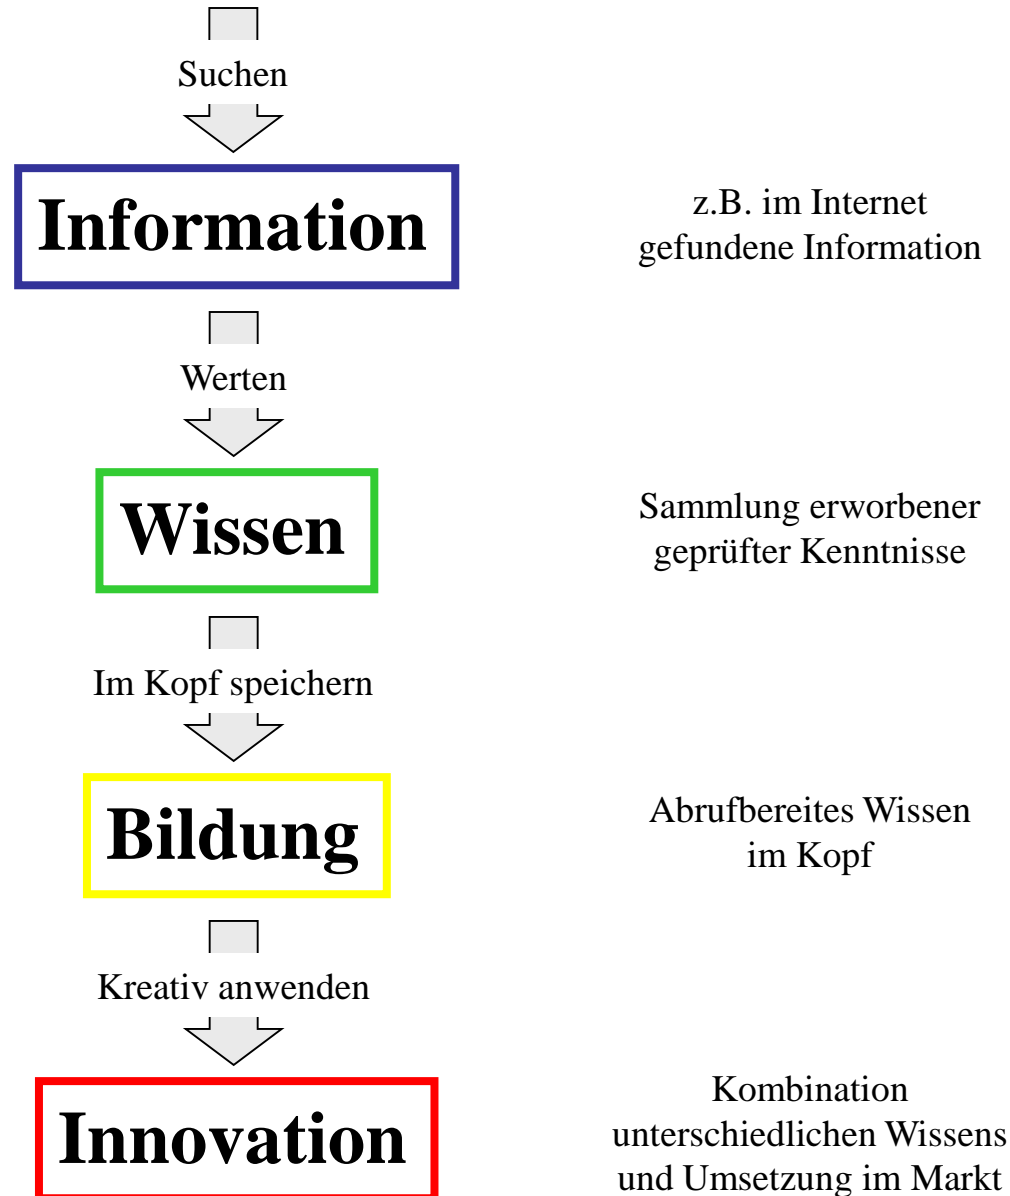 Suchen
Information
z.B. im Internet
gefundene Information
Werten
Wissen
Sammlung erworbener
geprüfter Kenntnisse
Im Kopf speichern
Bildung
Abrufbereites Wissen
im Kopf
Kreativ anwenden
Innovation
Kombination
unterschiedlichen Wissens
und Umsetzung im Markt